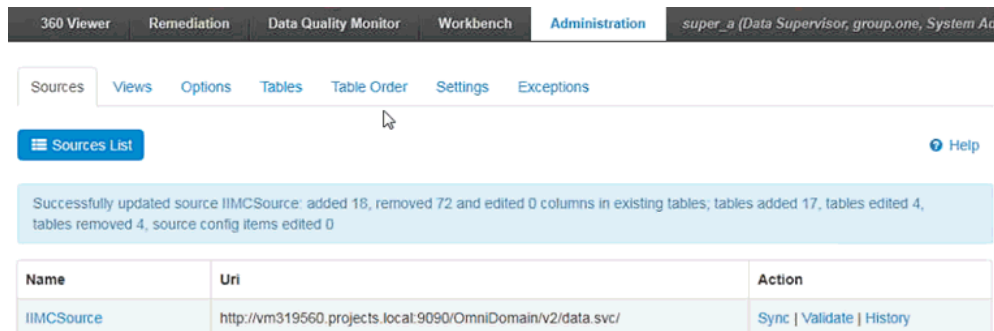 360 Viewer Remediation Data Quality Monitor Workbench Administration super_a (Data Supervisor, group.one, System
Sources Views Options Tables Table Order Settings Exceptions
Sources List Help
Successfully updated source IIMCSource: added 18, removed 72 and edited 0 columns in existing tables; tables added 17, tables edited 4,
tables removed 4, source config items edited 0
Name Uri Action
IIMCSource http://vm319560.projects.local:9090/OmniDomain/v2/data.svc/ Sync | Validate | History